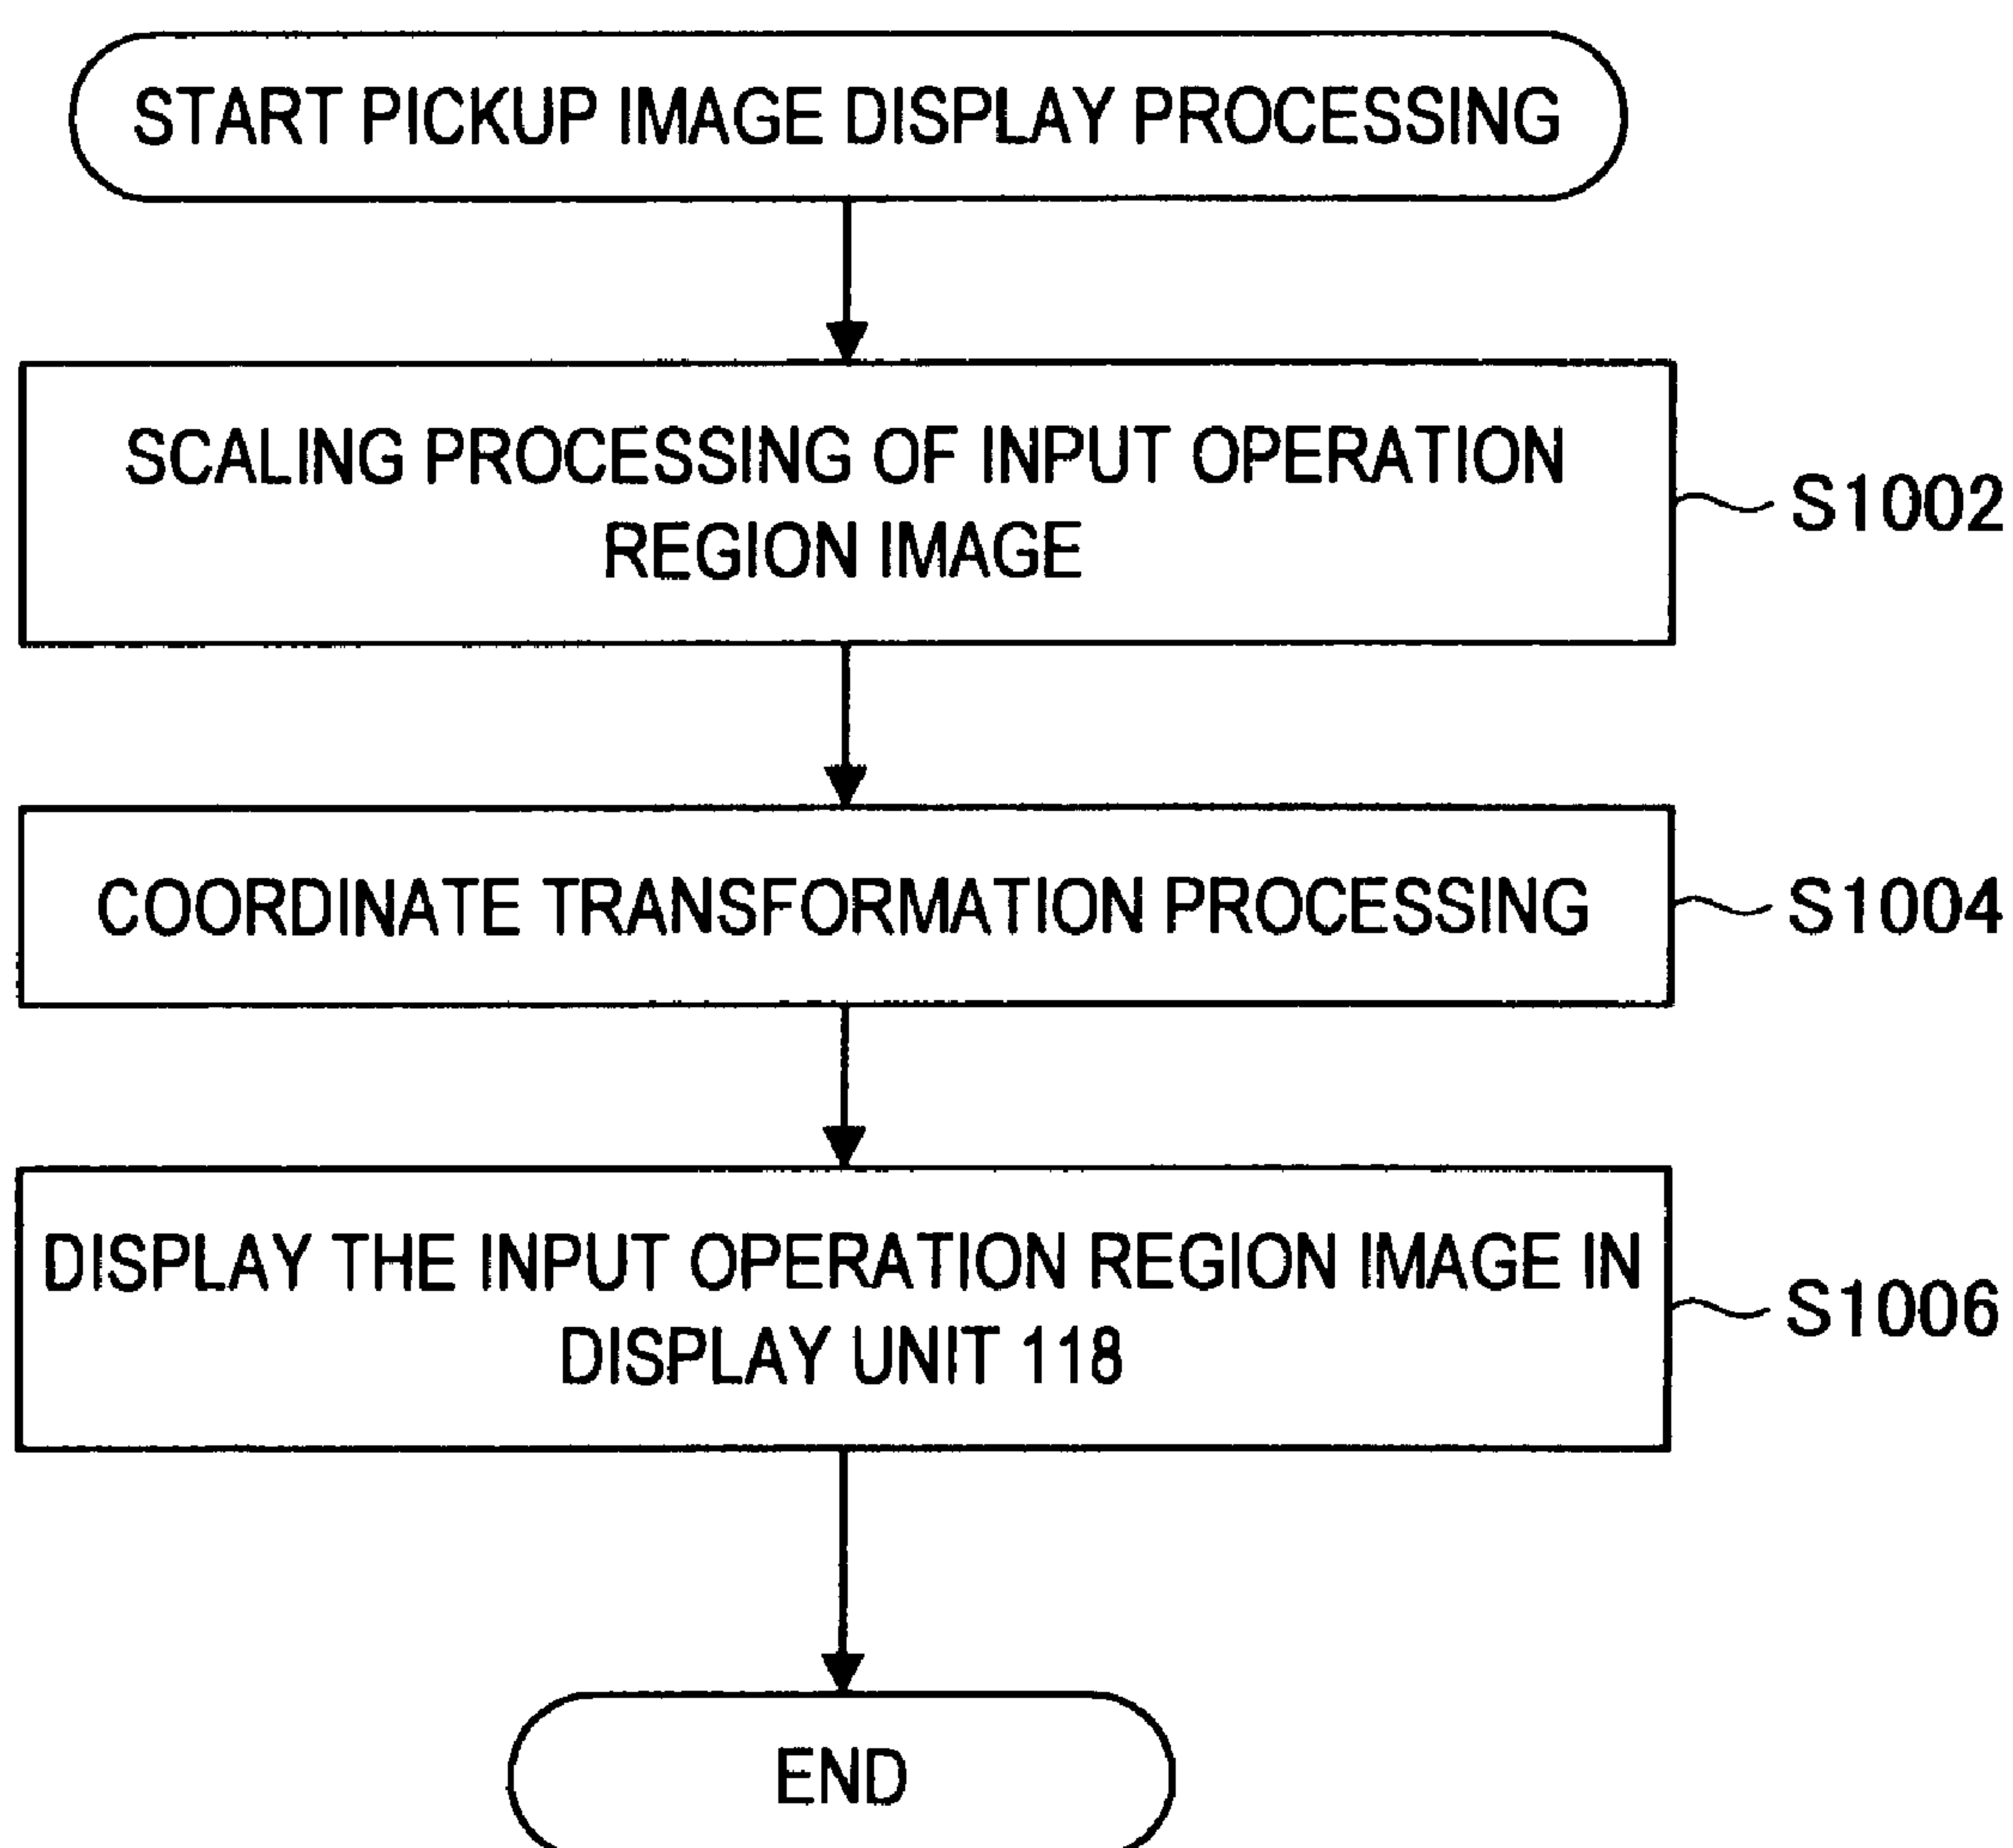 START PICKUP IMAGE DISPLAY PROCESSING
SCALING PROCESSING OF INPUT OPERATION
REGION IMAGE
S1002
COORDINATE TRANSFORMATION PROCESSING
S1004
DISPLAY THE INPUT OPERATION REGION IMAGE IN
DISPLAY UNIT 118
S1006
END